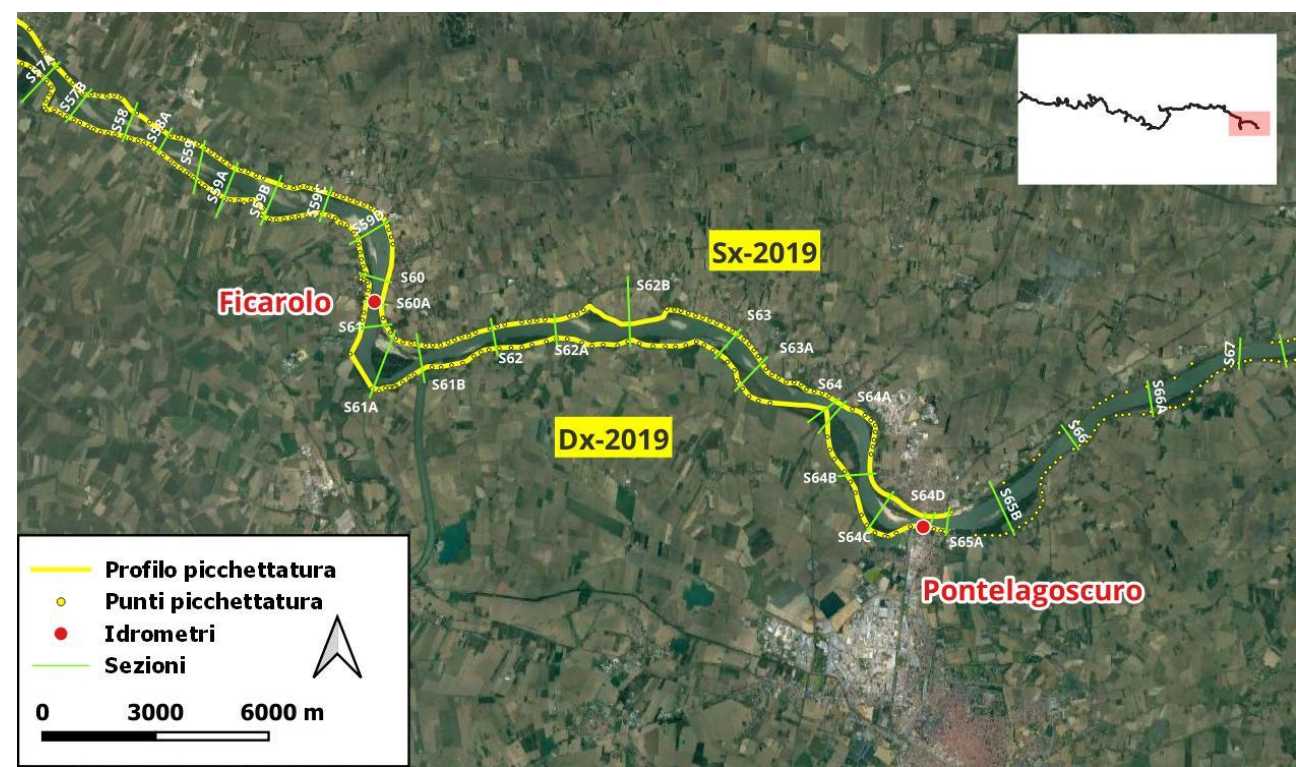 S57A
S57B
S58
S58A
S59
S59A
S59B
S59C
S59D
S60
S60A
Ficarolo
S61
S61A
S61B
S62
S62A
S62B
Sx-2019
S63
S63A
Dx-2019
S64
S64A
S64B
S64C
S64D
S65A
S65B
S66
S66A
S67
Pontelagoscuro
Profilo picchettatura
Punti picchettatura
Idrometri
Sezioni
0 3000 6000 m